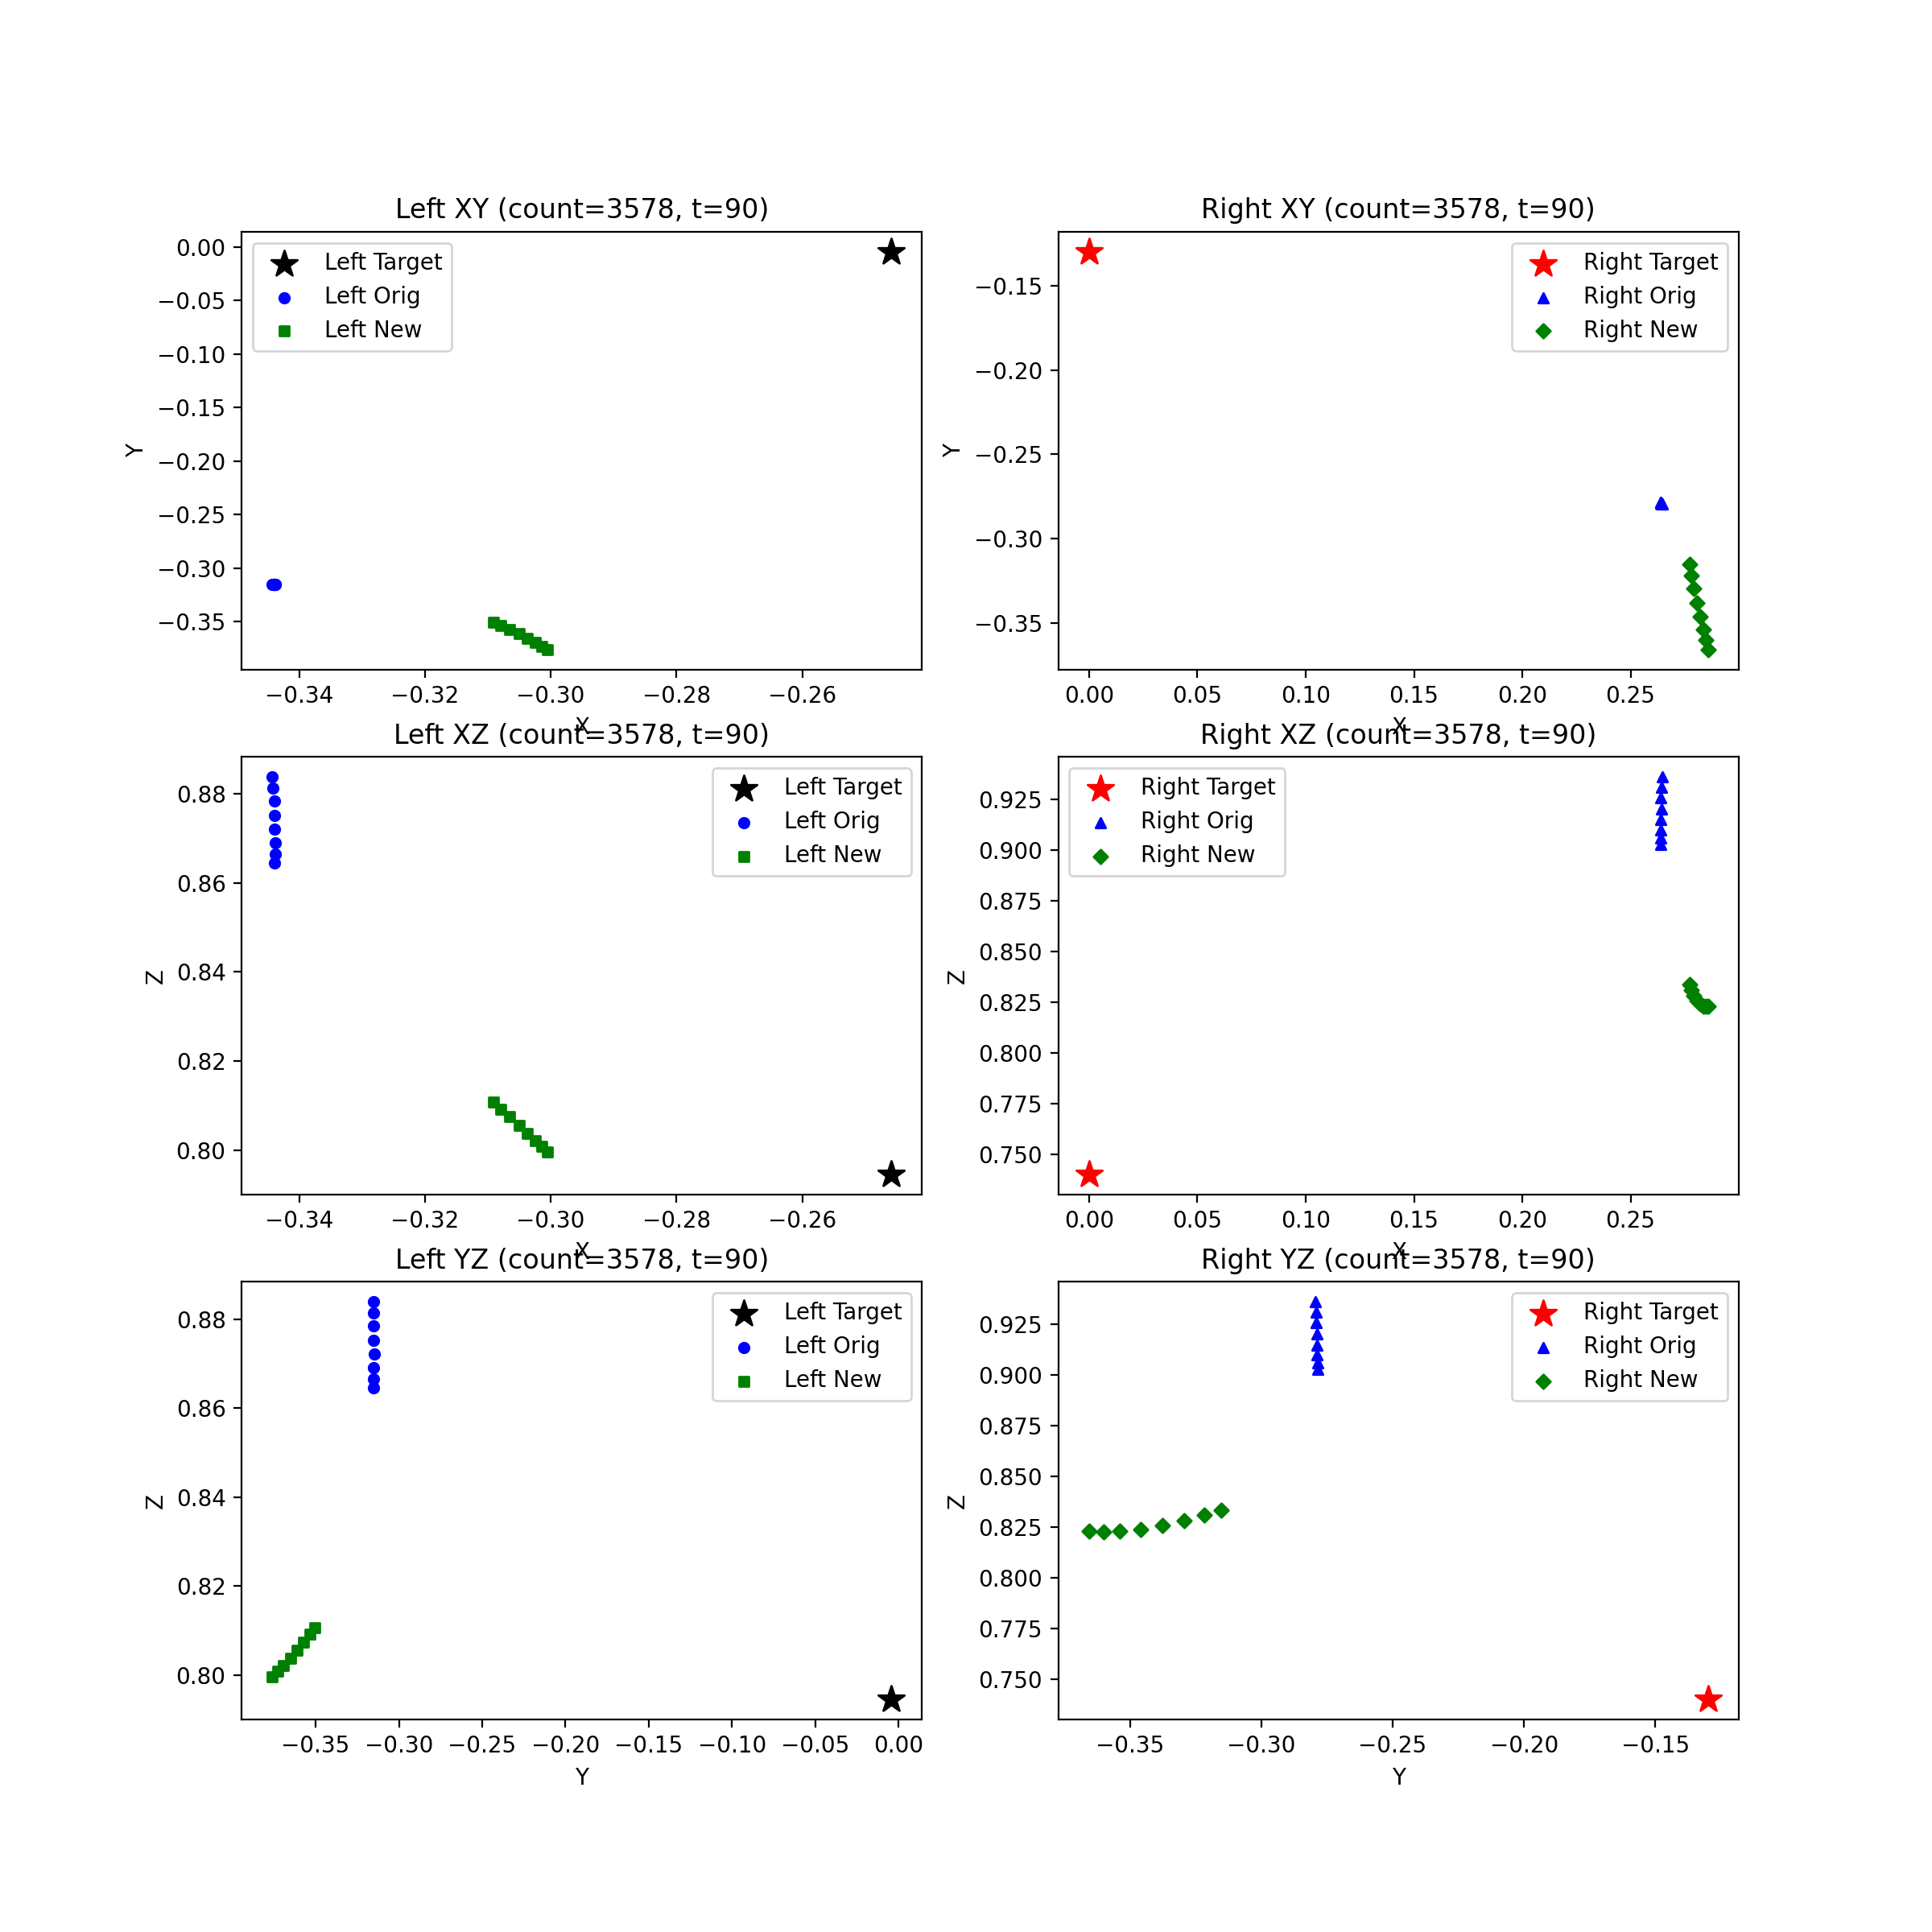 Left XY (count=3578, t=90)
0.00
−0.05
−0.10
−0.15
−0.20
−0.25
−0.30
−0.35
Y
Left Target
Left Orig
Left New
−0.34
−0.32
−0.30
−0.28
−0.26
X
Right XY (count=3578, t=90)
−0.15
−0.20
−0.25
−0.30
−0.35
Y
Right Target
Right Orig
Right New
0.00
0.05
0.10
0.15
0.20
0.25
X
Left XZ (count=3578, t=90)
0.88
0.86
0.84
0.82
0.80
Z
Left Target
Left Orig
Left New
−0.34
−0.32
−0.30
−0.28
−0.26
X
Right XZ (count=3578, t=90)
0.925
0.900
0.875
0.850
0.825
0.800
0.775
0.750
Z
Right Target
Right Orig
Right New
0.00
0.05
0.10
0.15
0.20
0.25
X
Left YZ (count=3578, t=90)
0.88
0.86
0.84
0.82
0.80
Z
Left Target
Left Orig
Left New
−0.35
−0.30
−0.25
−0.20
−0.15
−0.10
−0.05
0.00
Y
Right YZ (count=3578, t=90)
0.925
0.900
0.875
0.850
0.825
0.800
0.775
0.750
Z
Right Target
Right Orig
Right New
−0.35
−0.30
−0.25
−0.20
−0.15
Y